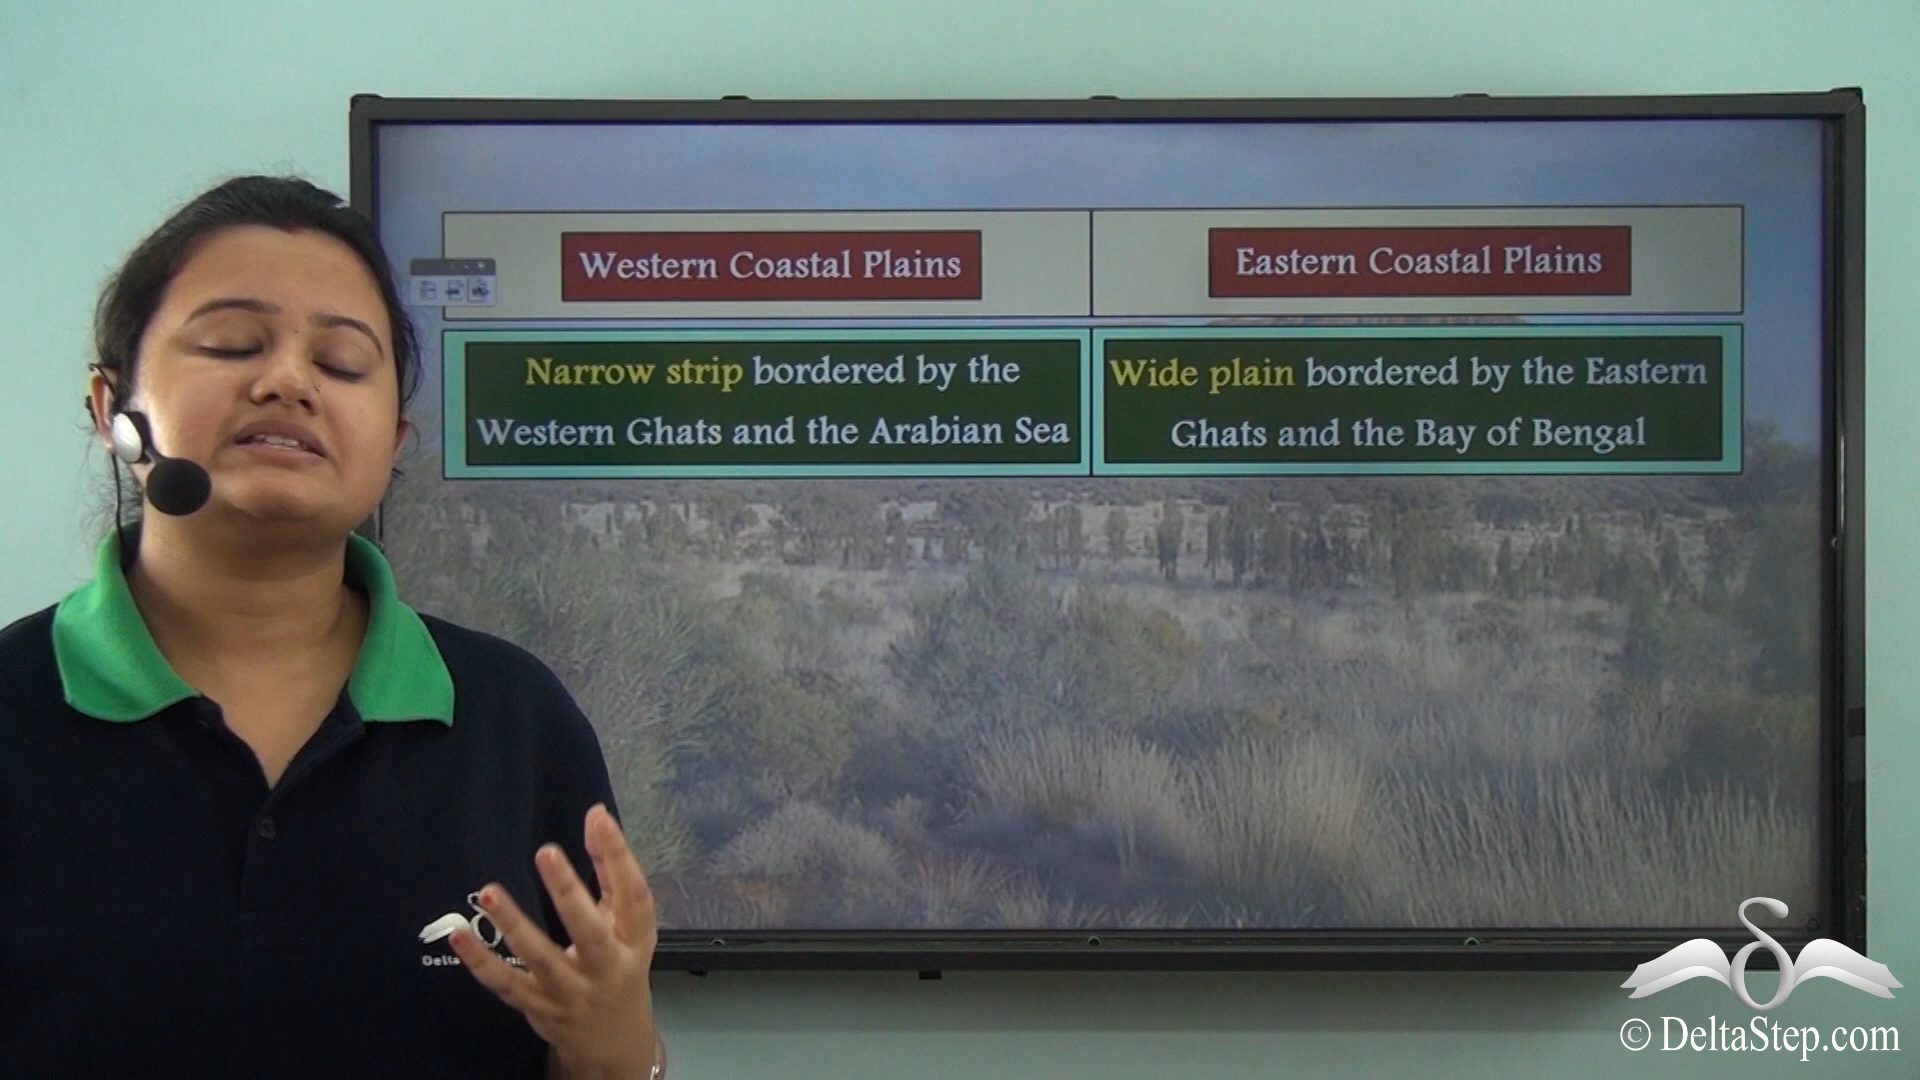 Western Coastal Plains
Eastern Coastal Plains
Narrow strip bordered by the
Western Ghats and the Arabian Sea
Wide plain bordered by the Eastern
Ghats and the Bay of Bengal
© DeltaStep.com